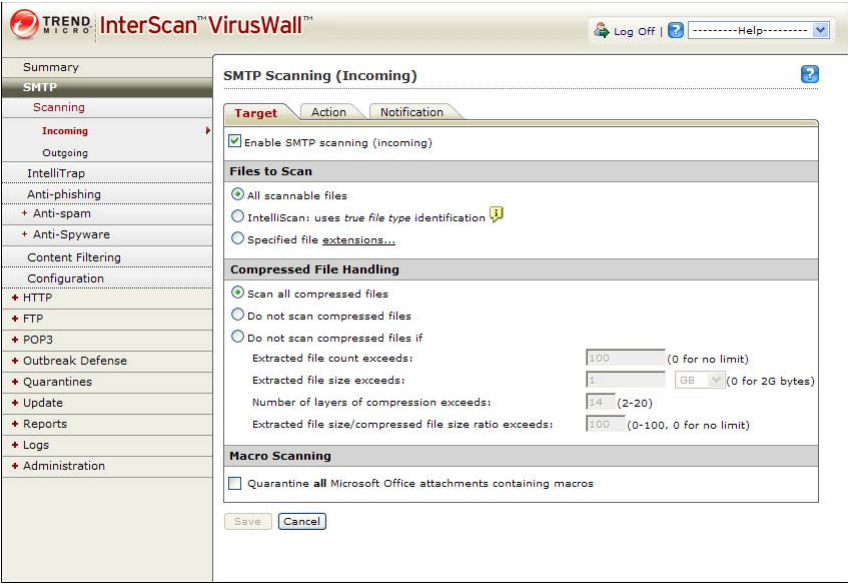 TREND MICRO InterScan™ VirusWall™
Log Off | ? ---------Help---------
Summary
SMTP
Scanning
Incoming
Outgoing
IntelliTrap
Anti-phishing
+ Anti-spam
+ Anti-Spyware
Content Filtering
Configuration
+ HTTP
+ FTP
+ POP3
+ Outbreak Defense
+ Quarantines
+ Update
+ Reports
+ Logs
+ Administration
SMTP Scanning (Incoming) ?
Target Action Notification
Enable SMTP scanning (incoming)
Files to Scan
All scannable files
IntelliScan: uses true file type identification
Specified file extensions...
Compressed File Handling
Scan all compressed files
Do not scan compressed files
Do not scan compressed files if
Extracted file count exceeds: 100 (0 for no limit)
Extracted file size exceeds: 1 GB (0 for 2G bytes)
Number of layers of compression exceeds: 14 (2-20)
Extracted file size/compressed file size ratio exceeds: 100 (0-100, 0 for no limit)
Macro Scanning
Quarantine all Microsoft Office attachments containing macros
Save Cancel